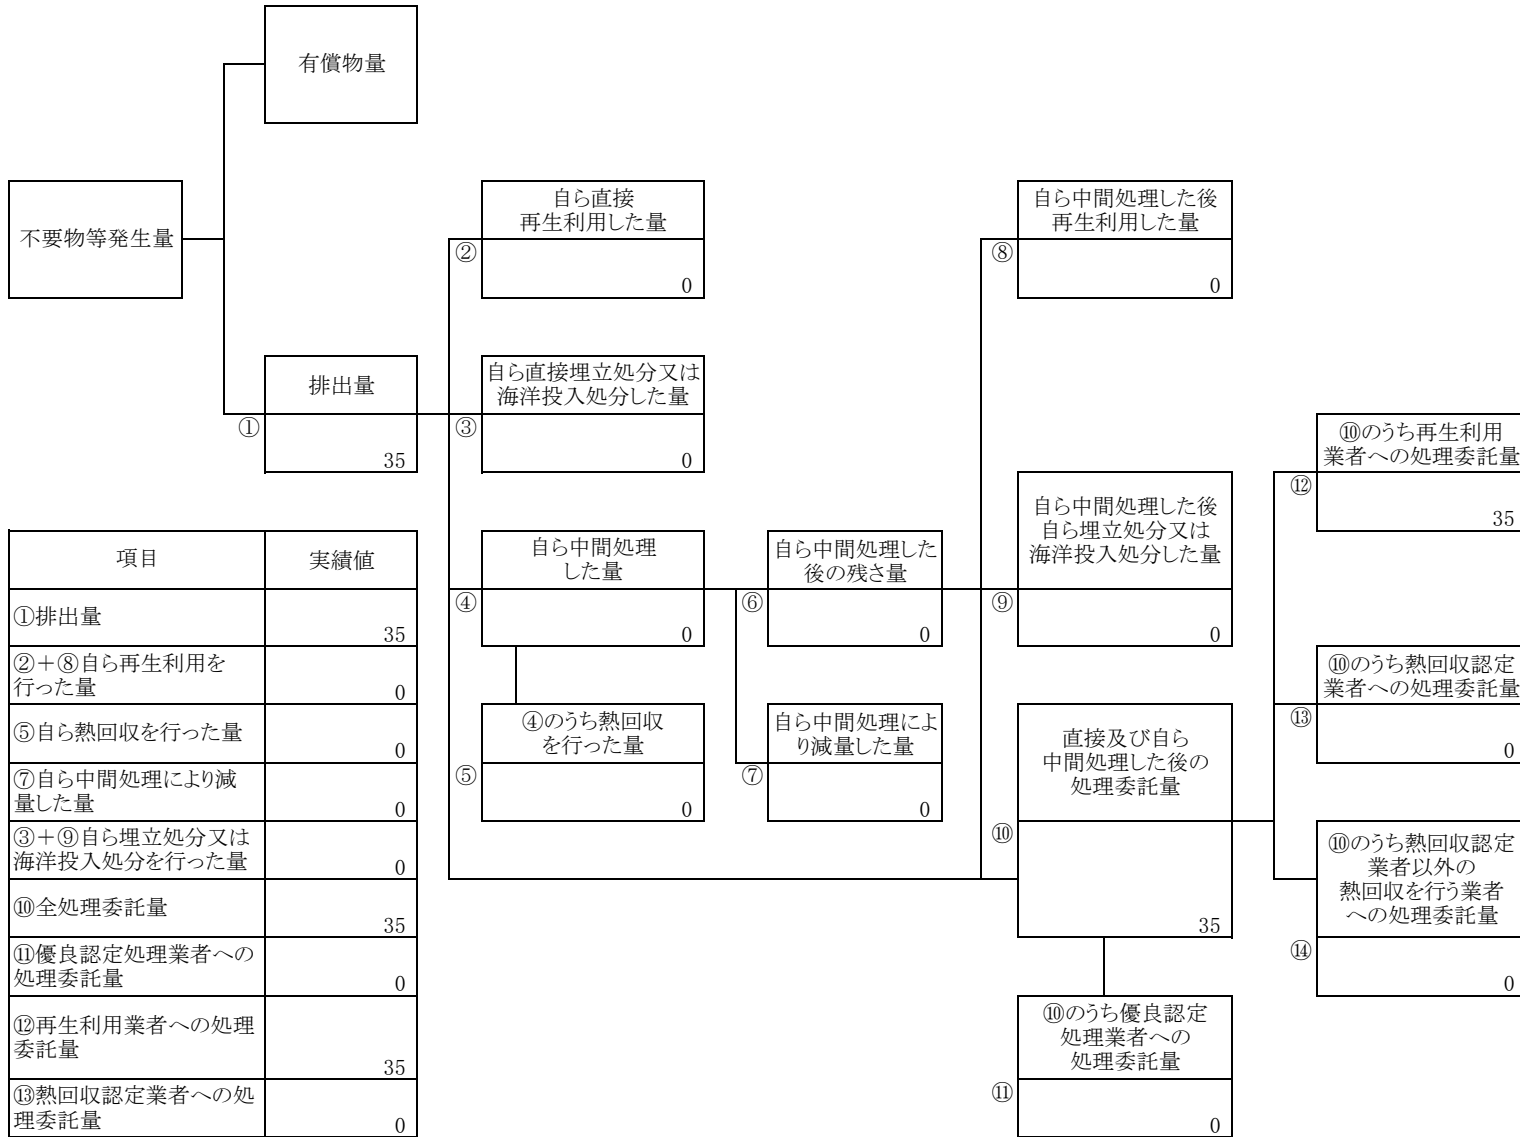 有償物量
不要物等発生量
自ら直接
再生利用した量
②
0
自ら中間処理した後
再生利用した量
⑧
0
排出量
①
35
自ら直接埋立処分又は
海洋投入処分した量
③
0
⑩のうち再生利用
業者への処理委託量
⑫
35
自ら中間処理
した量
④
0
自ら中間処理した
後の残さ量
⑥
0
自ら中間処理した後
自ら埋立処分又は
海洋投入処分した量
⑨
0
⑩のうち熱回収認定
業者への処理委託量
⑬
0
④のうち熱回収
を行った量
⑤
0
自ら中間処理によ
り減量した量
⑦
0
直接及び自ら
中間処理した後の
処理委託量
⑩
35
⑩のうち熱回収認定
業者以外の
熱回収を行う業者
への処理委託量
⑭
0
⑩のうち優良認定
処理業者への
処理委託量
⑪
0
項目 実績値
①排出量 35
②+⑧自ら再生利用を
行った量 0
⑤自ら熱回収を行った量 0
⑦自ら中間処理により減
量した量 0
③+⑨自ら埋立処分又は
海洋投入処分を行った量 0
⑩全処理委託量 35
⑪優良認定処理業者への
処理委託量 0
⑫再生利用業者への処理
委託量 35
⑬熱回収認定業者への処
理委託量 0